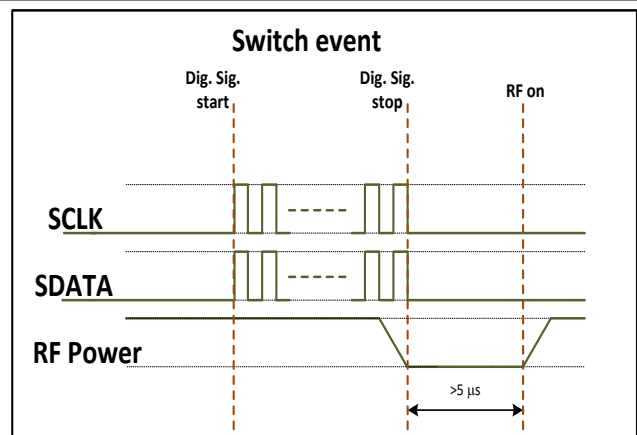 Switch event
Dig. Sig.
start
Dig. Sig.
stop
RF on
SCLK
SDATA
RF Power
>5 µs